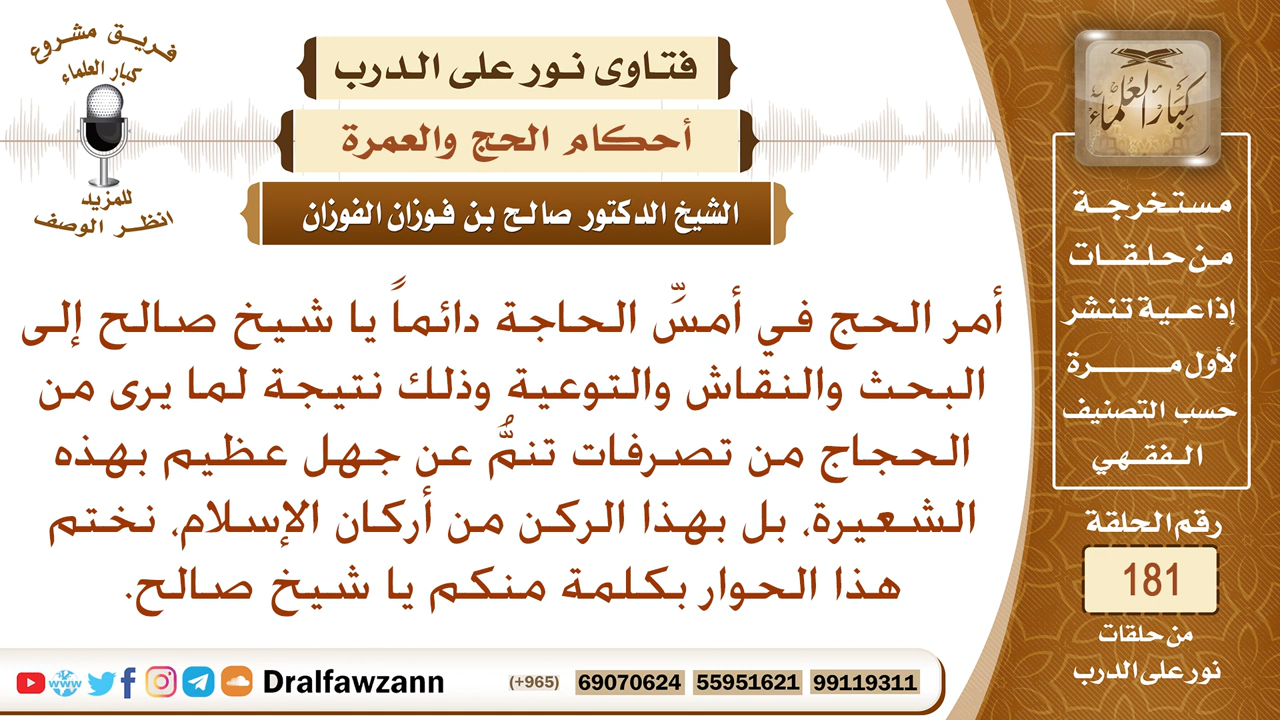 فريق مشروع
كبار العلماء
للمزيد
انظر الوصف
فتاوى نور على الدرب
أحكام الحج والعمرة
الشيخ الدكتور صالح بن فوزان الفوزان
أمر الحج في أمسِّ الحاجة دائماً يا شيخ صالح إلى
البحث والنقاش والتوعية وذلك نتيجة لما يرى من
الحجاج من تصرفات تنمُّ عن جهل عظيم بهذه
الشعيرة، بل بهذا الركن من أركان الإسلام، نختم
هذا الحوار بكلمة منكم يا شيخ صالح.
كبار العلماء
مستخرجة
من حلقات
إذاعية تنشر
لأول مرة
حسب التصنيف
الفقهي
رقم الحلقة
181
من حلقات
نور على الدرب
www
Dralfawzann (+965) 69070624 55951621 99119311